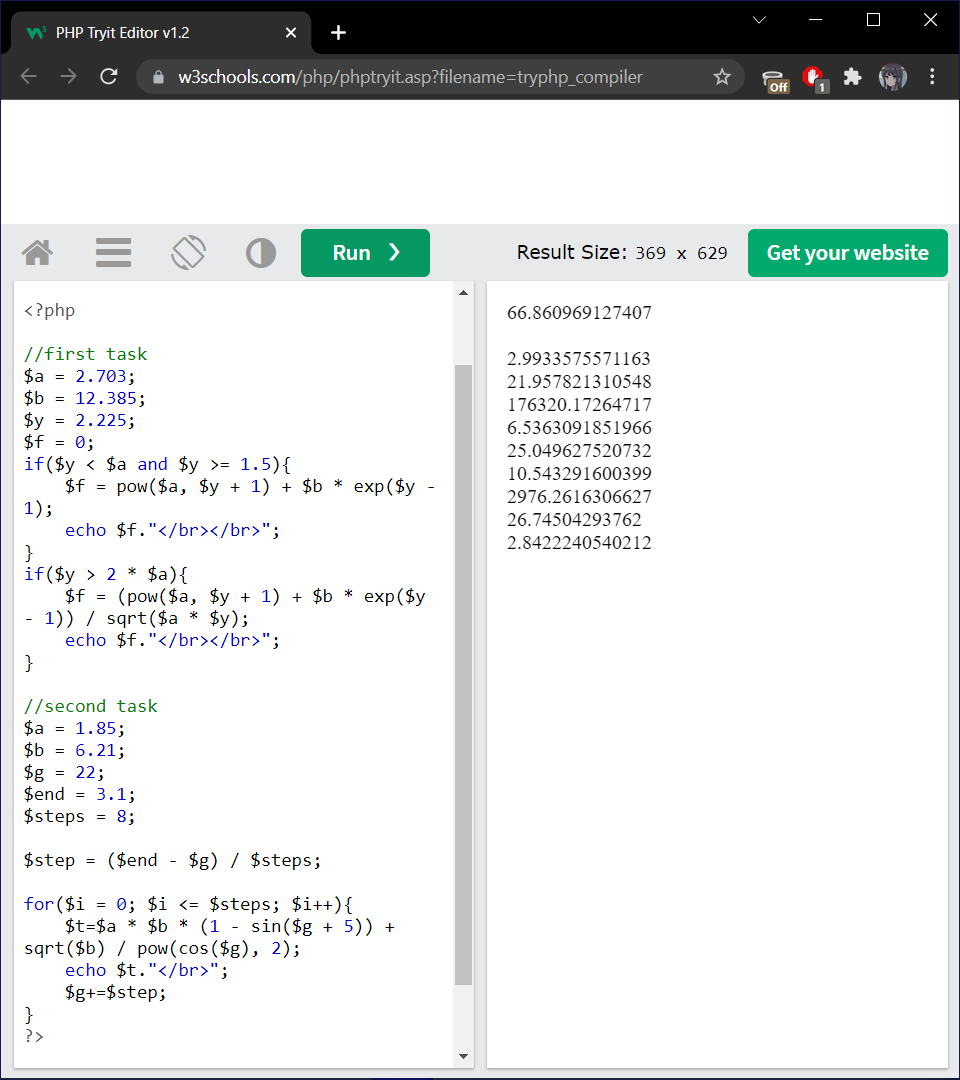 PHP Tryit Editor v1.2
w3schools.com/php/phptryit.asp?filename=tryphp_compiler
Off
1
Run ❯
Result Size: 369 x 629
Get your website
<?php
//first task
$a = 2.703;
$b = 12.385;
$y = 2.225;
$f = 0;
if($y < $a and $y >= 1.5){
    $f = pow($a, $y + 1) + $b * exp($y -
1);
    echo $f."</br></br>";
}
if($y > 2 * $a){
    $f = (pow($a, $y + 1) + $b * exp($y
- 1)) / sqrt($a * $y);
    echo $f."</br></br>";
}
//second task
$a = 1.85;
$b = 6.21;
$g = 22;
$end = 3.1;
$steps = 8;
$step = ($end - $g) / $steps;
for($i = 0; $i <= $steps; $i++){
    $t=$a * $b * (1 - sin($g + 5)) +
sqrt($b) / pow(cos($g), 2);
    echo $t."</br>";
    $g+=$step;
}
?>
66.860969127407
2.9933575571163
21.957821310548
176320.17264717
6.5363091851966
25.049627520732
10.543291600399
2976.2616306627
26.74504293762
2.8422240540212